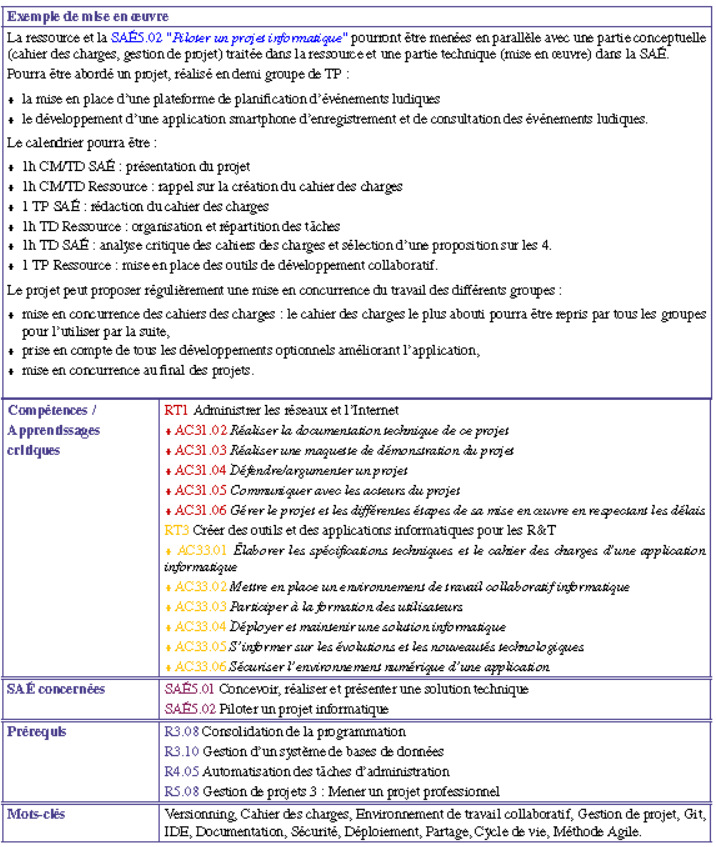 Exemple de mise en œuvre
La ressource et la SAÉ5.02 "Piloter un projet informatique" pourront être menées en parallèle avec une partie conceptuelle
(cahier des charges, gestion de projet) traitée dans la ressource et une partie technique (mise en œuvre) dans la SAÉ.
Pourra être abordé un projet, réalisé en demi groupe de TP :
♦ la mise en place d'une plateforme de planification d'événements ludiques
♦ le développement d'une application smartphone d'enregistrement et de consultation des événements ludiques.
Le calendrier pourra être :
♦ 1h CM/TD SAÉ : présentation du projet
♦ 1h CM/TD Ressource : rappel sur la création du cahier des charges
♦ 1 TP SAÉ : rédaction du cahier des charges
♦ 1h TD Ressource : organisation et répartition des tâches
♦ 1h TD SAÉ : analyse critique des cahiers des charges et sélection d'une proposition sur les 4.
♦ 1 TP Ressource : mise en place des outils de développement collaboratif.
Le projet peut proposer régulièrement une mise en concurrence du travail des différents groupes :
♦ mise en concurrence des cahiers des charges : le cahier des charges le plus abouti pourra être repris par tous les groupes
pour l'utiliser par la suite,
♦ prise en compte de tous les développements optionnels améliorant l'application,
♦ mise en concurrence au final des projets.
Compétences /
Apprentissages
critiques
RT1 Administrer les réseaux et l'Internet
♦ AC31.02 Réaliser la documentation technique de ce projet
♦ AC31.03 Réaliser une maquette de démonstration du projet
♦ AC31.04 Défendre/argumenter un projet
♦ AC31.05 Communiquer avec les acteurs du projet
♦ AC31.06 Gérer le projet et les différentes étapes de sa mise en œuvre en respectant les délais
RT3 Créer des outils et des applications informatiques pour les R&T
♦ AC33.01 Élaborer les spécifications techniques et le cahier des charges d'une application
informatique
♦ AC33.02 Mettre en place un environnement de travail collaboratif informatique
♦ AC33.03 Participer à la formation des utilisateurs
♦ AC33.04 Déployer et maintenir une solution informatique
♦ AC33.05 S'informer sur les évolutions et les nouveautés technologiques
♦ AC33.06 Sécuriser l'environnement numérique d'une application
SAÉ concernées
SAÉ5.01 Concevoir, réaliser et présenter une solution technique
SAÉ5.02 Piloter un projet informatique
Prérequis
R3.08 Consolidation de la programmation
R3.10 Gestion d'un système de bases de données
R4.05 Automatisation des tâches d'administration
R5.08 Gestion de projets 3 : Mener un projet professionnel
Mots-clés
Versionning, Cahier des charges, Environnement de travail collaboratif, Gestion de projet, Git,
IDE, Documentation, Sécurité, Déploiement, Partage, Cycle de vie, Méthode Agile.